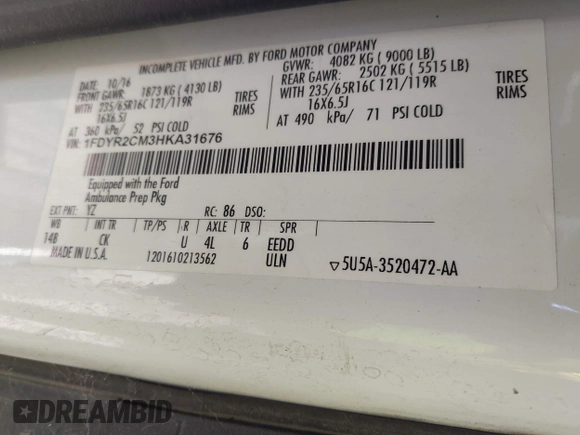 INCOMPLETE VEHICLE MFD. BY FORD MOTOR COMPANY
DATE: 10/16 GVWR: 4082 KG ( 9000 LB)
FRONT GAWR: 1873 KG ( 4130 LB) REAR GAWR: 2502 KG ( 5515 LB)
WITH 235/65R16C 121/119R TIRES WITH 235/65R16C 121/119R TIRES
16X6.5J RIMS 16X6.5J RIMS
AT 360 kPa/ 52 PSI COLD AT 490 kPa/ 71 PSI COLD
VIN: 1FDYR2CM3HKA31676
Equipped with the Ford
Ambulance Prep Pkg
EXT PNT: YZ RC: 86 DSO:
WB INT TR TP/PS R AXLE TR SPR
148 CK U 4L 6 EEDD
MADE IN U.S.A. 1201610213562 ULN ▽5U5A-3520472-AA
DREAMBID